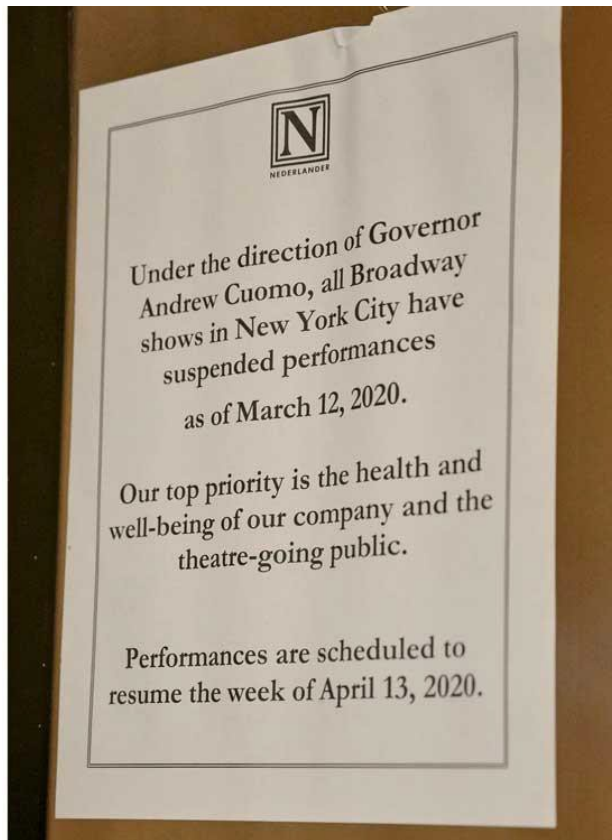 N
NEDERLANDER
Under the direction of Governor
Andrew Cuomo, all Broadway
shows in New York City have
suspended performances
as of March 12, 2020.
Our top priority is the health and
well-being of our company and the
theatre-going public.
Performances are scheduled to
resume the week of April 13, 2020.